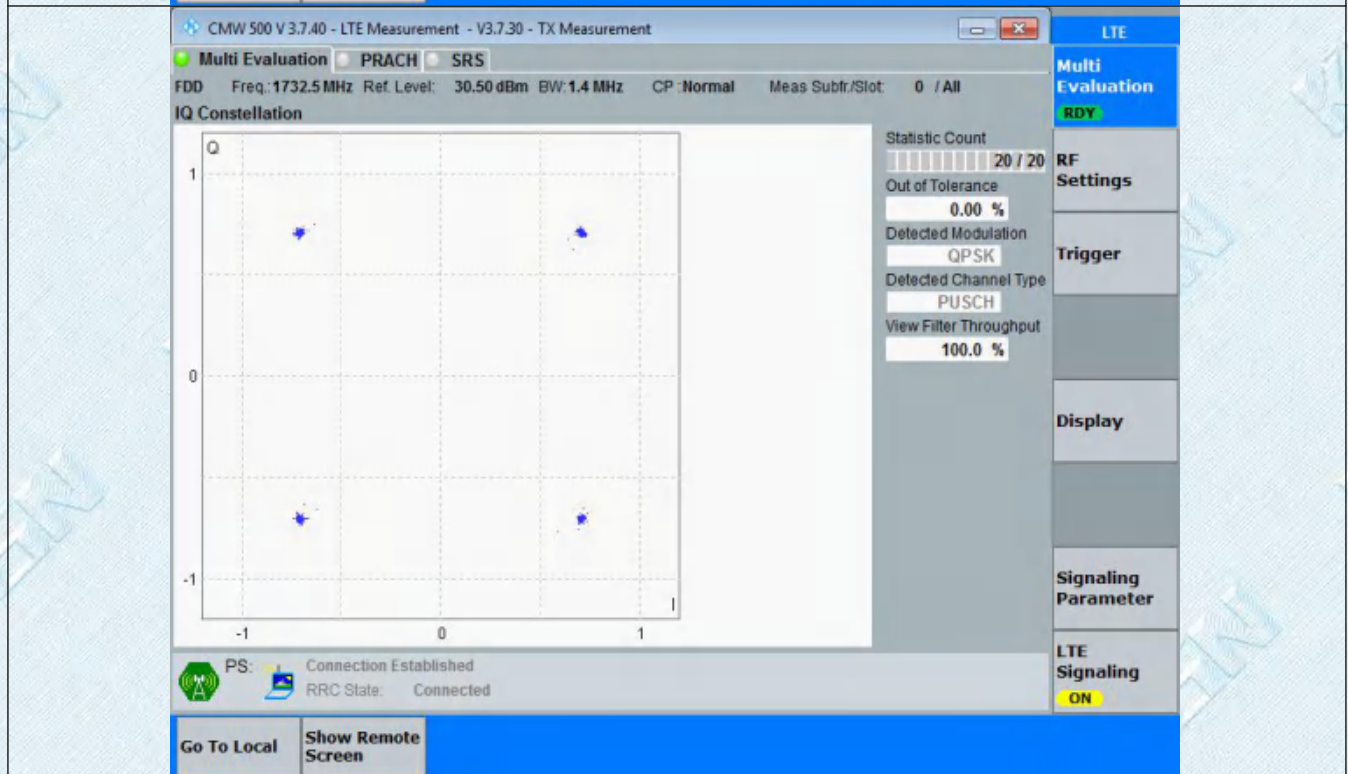 CMW 500 V 3.7.40 - LTE Measurement - V3.7.30 - TX Measurement
LTE
Multi Evaluation PRACH SRS
FDD Freq.: 1732.5 MHz Ref. Level: 30.50 dBm BW: 1.4 MHz CP : Normal Meas Subfr./Slot: 0 / All
IQ Constellation
Q
1
0
-1
I
-1 0 1
Statistic Count
20 / 20
Out of Tolerance
0.00 %
Detected Modulation
QPSK
Detected Channel Type
PUSCH
View Filter Throughput
100.0 %
Multi
Evaluation
RDY
RF
Settings
Trigger
Display
Signaling
Parameter
LTE
Signaling
ON
PS: Connection Established
RRC State: Connected
Go To Local
Show Remote
Screen